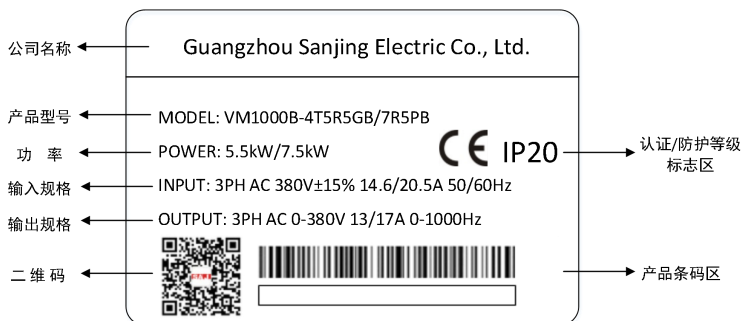 公司名称
Guangzhou Sanjing Electric Co., Ltd.
产品型号
MODEL: VM1000B-4T5R5GB/7R5PB
功 率
POWER: 5.5kW/7.5kW
CE IP20
认证/防护等级
标志区
输入规格
INPUT: 3PH AC 380V±15% 14.6/20.5A 50/60Hz
输出规格
OUTPUT: 3PH AC 0-380V 13/17A 0-1000Hz
二 维 码
产品条码区